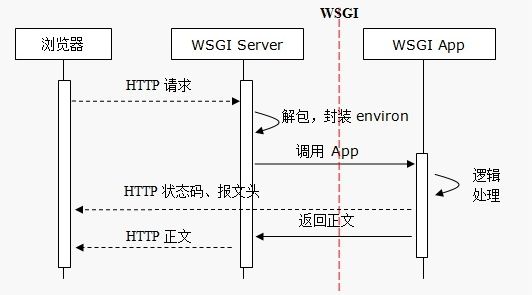 WSGI
浏览器
WSGI Server
WSGI App
HTTP 请求
解包，封装 environ
调用 App
逻辑
处理
HTTP 状态码、报文头
返回正文
HTTP 正文